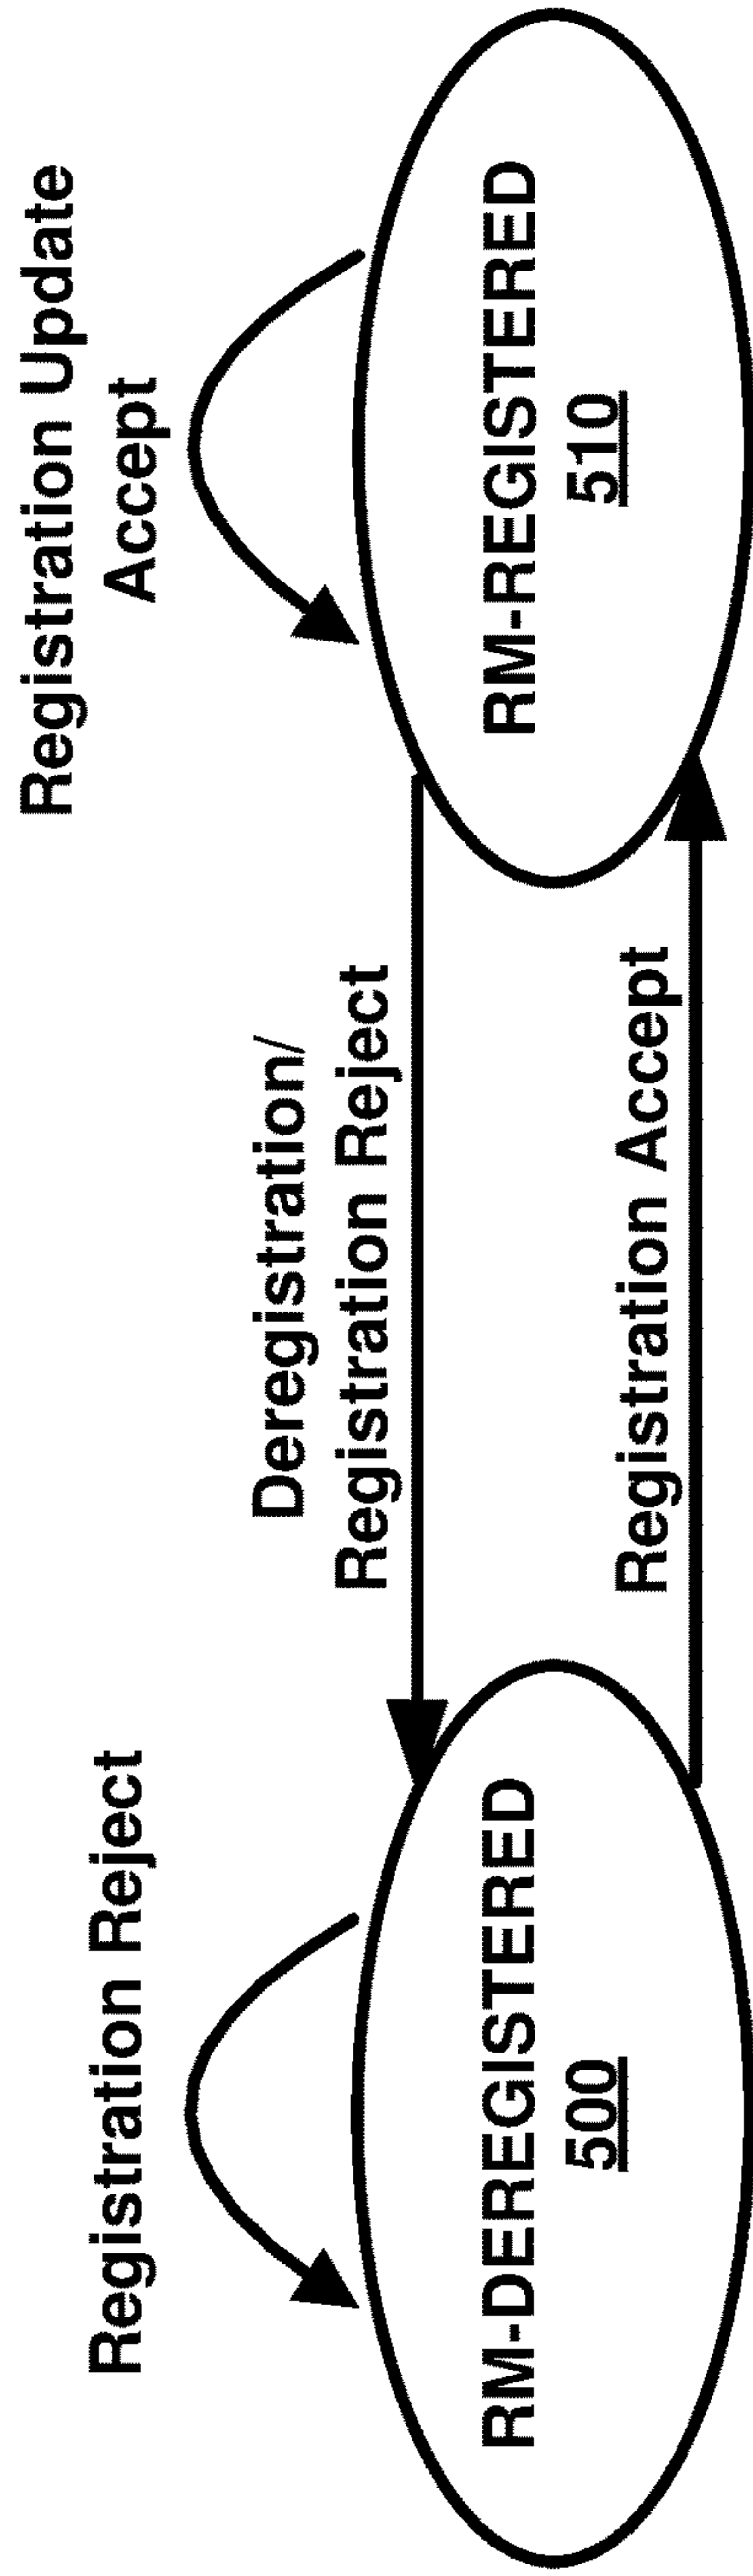 Registration Reject
RM-DEREGISTERED
500
Deregistration/
Registration Reject
Registration Accept
Registration Update
Accept
RM-REGISTERED
510